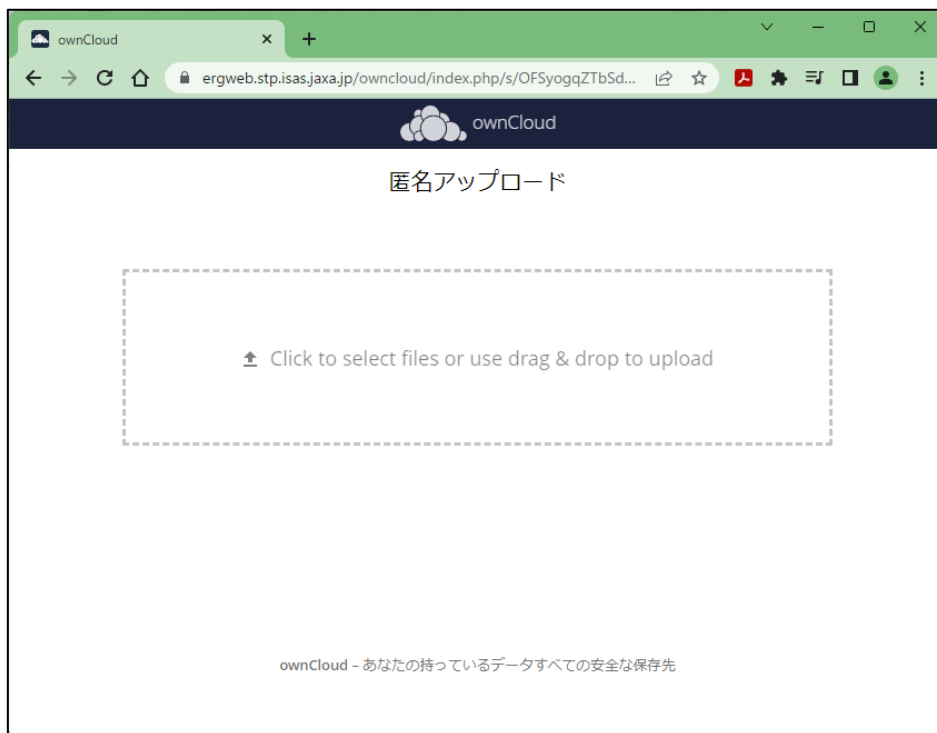 ownCloud
ergweb.stp.isas.jaxa.jp/owncloud/index.php/s/OFSyogqZTbSd...
ownCloud
匿名アップロード
Click to select files or use drag & drop to upload
ownCloud – あなたの持っているデータすべての安全な保存先